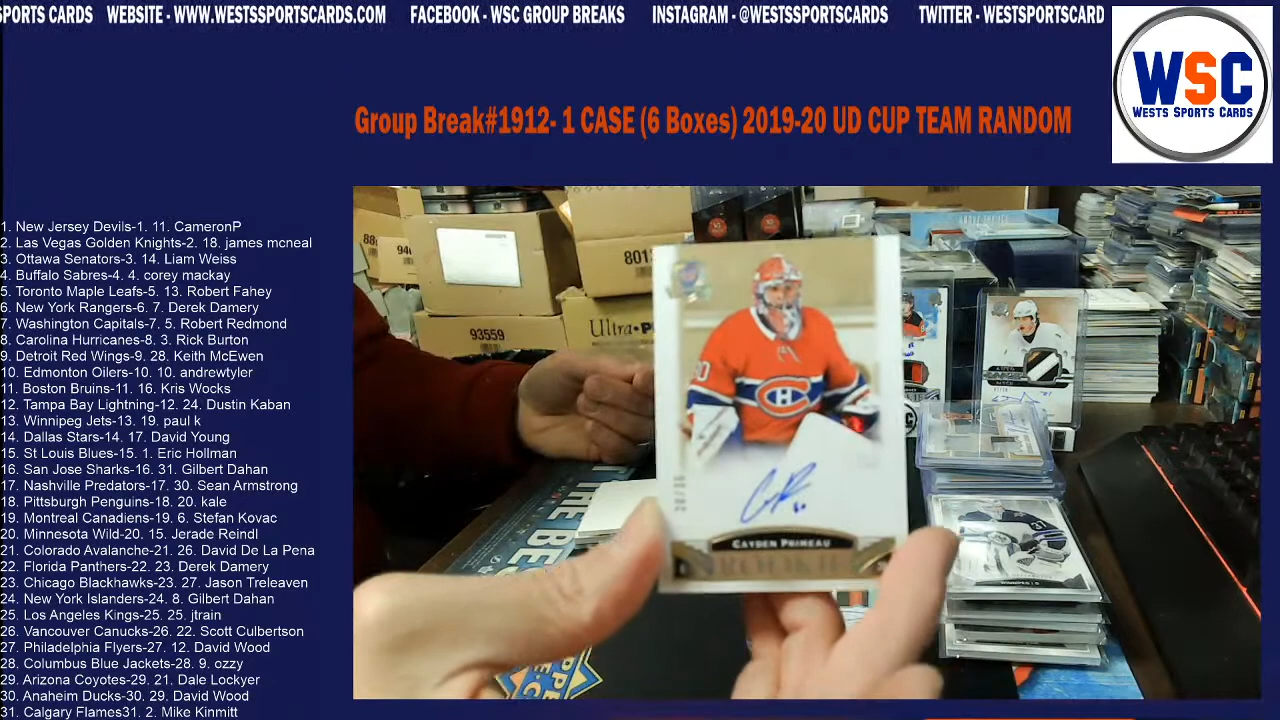 SPORTS CARDS WEBSITE - WWW.WESTSSPORTSCARDS.COM FACEBOOK - WSC GROUP BREAKS INSTAGRAM - @WESTSSPORTSCARDS TWITTER - WESTSPORTSCARD
WSC
WESTS SPORTS CARDS
Group Break#1912- 1 CASE (6 Boxes) 2019-20 UD CUP TEAM RANDOM
1. New Jersey Devils-1. 11. CameronP
2. Las Vegas Golden Knights-2. 18. james mcneal
3. Ottawa Senators-3. 14. Liam Weiss
4. Buffalo Sabres-4. 4. corey mackay
5. Toronto Maple Leafs-5. 13. Robert Fahey
6. New York Rangers-6. 7. Derek Damery
7. Washington Capitals-7. 5. Robert Redmond
8. Carolina Hurricanes-8. 3. Rick Burton
9. Detroit Red Wings-9. 28. Keith McEwen
10. Edmonton Oilers-10. 10. andrewtyler
11. Boston Bruins-11. 16. Kris Wocks
12. Tampa Bay Lightning-12. 24. Dustin Kaban
13. Winnipeg Jets-13. 19. paul k
14. Dallas Stars-14. 17. David Young
15. St Louis Blues-15. 1. Eric Hollman
16. San Jose Sharks-16. 31. Gilbert Dahan
17. Nashville Predators-17. 30. Sean Armstrong
18. Pittsburgh Penguins-18. 20. kale
19. Montreal Canadiens-19. 6. Stefan Kovac
20. Minnesota Wild-20. 15. Jerade Reindl
21. Colorado Avalanche-21. 26. David De La Pena
22. Florida Panthers-22. 23. Derek Damery
23. Chicago Blackhawks-23. 27. Jason Treleaven
24. New York Islanders-24. 8. Gilbert Dahan
25. Los Angeles Kings-25. 25. jtrain
26. Vancouver Canucks-26. 22. Scott Culbertson
27. Philadelphia Flyers-27. 12. David Wood
28. Columbus Blue Jackets-28. 9. ozzy
29. Arizona Coyotes-29. 21. Dale Lockyer
30. Anaheim Ducks-30. 29. David Wood
31. Calgary Flames31. 2. Mike Kinmitt
93559
801
Ultra-P
CAYDEN PRIMEAU
ROOKIE
THE BE